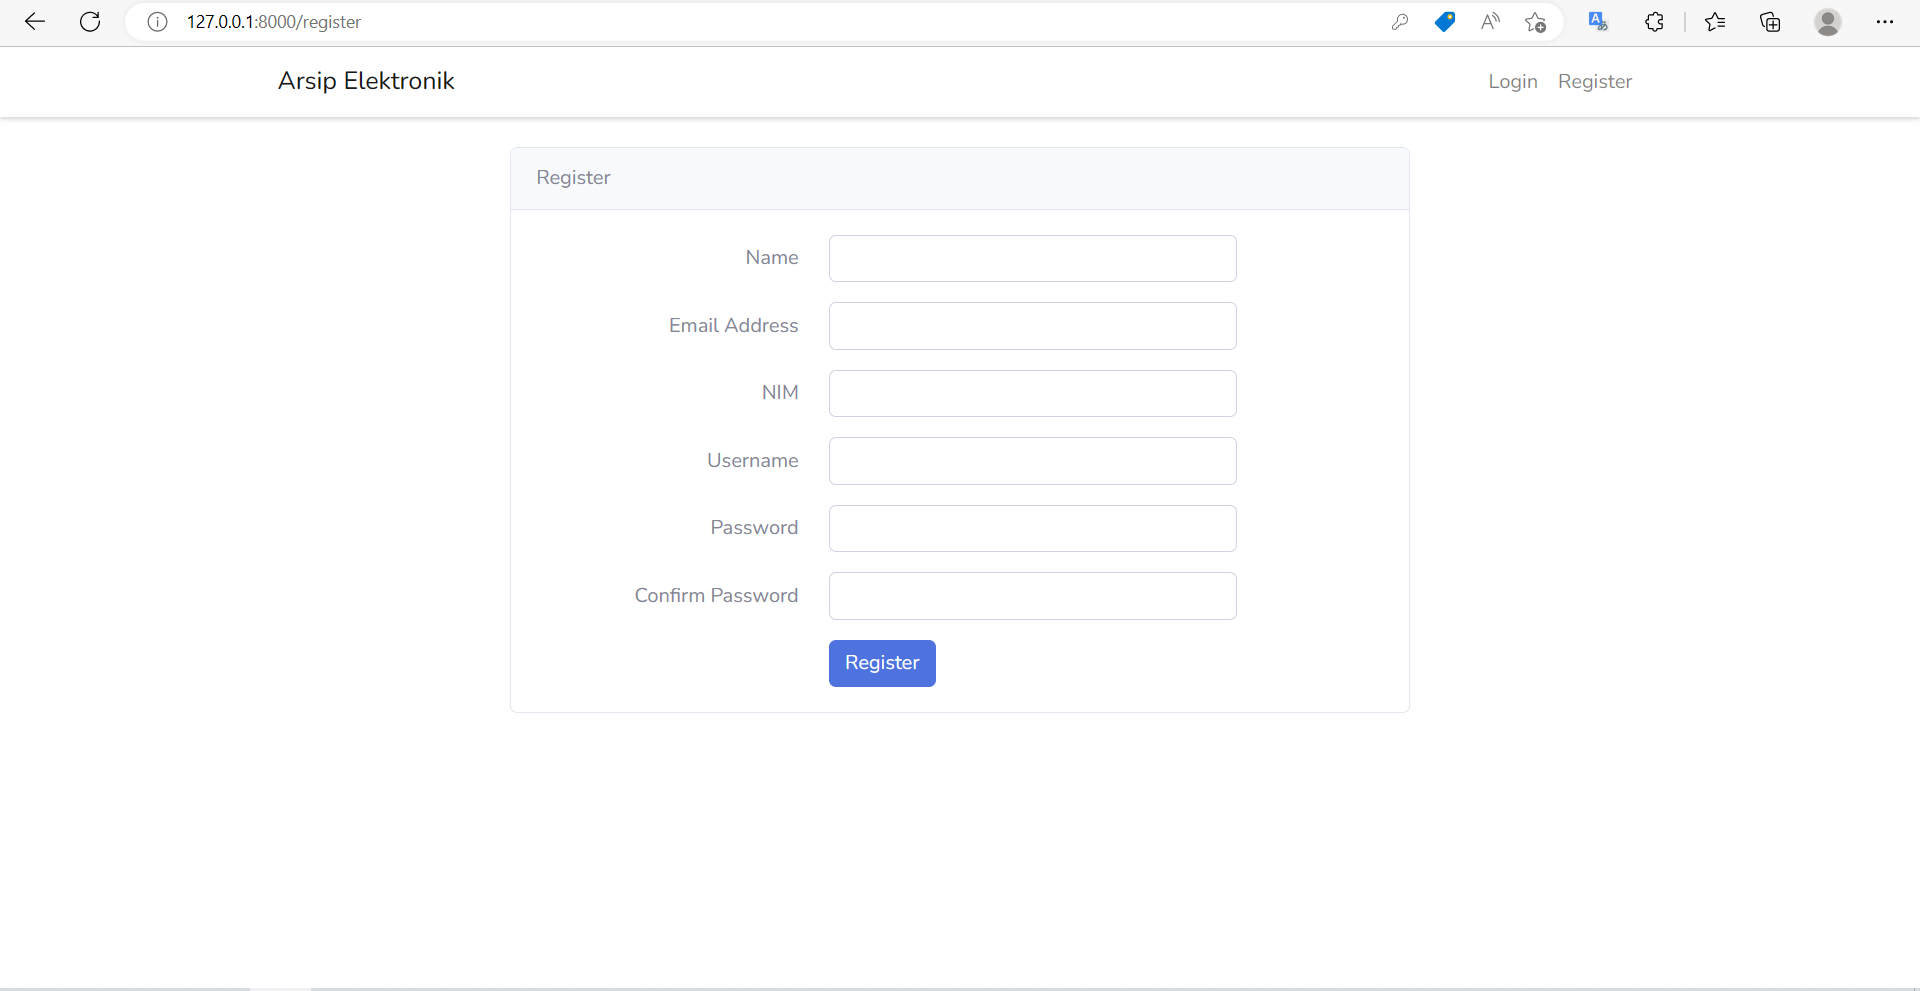 127.0.0.1:8000/register
Arsip Elektronik
Login Register
Register
Name
Email Address
NIM
Username
Password
Confirm Password
Register